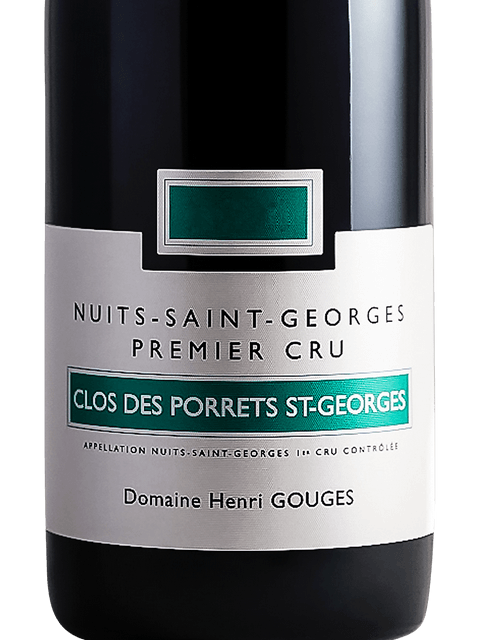 NUITS-SAINT-GEORGES
PREMIER CRU
CLOS DES PORRETS ST-GEORGES
APPELLATION NUITS-SAINT-GEORGES 1ER CRU CONTRÔLÉE
Domaine Henri GOUGES